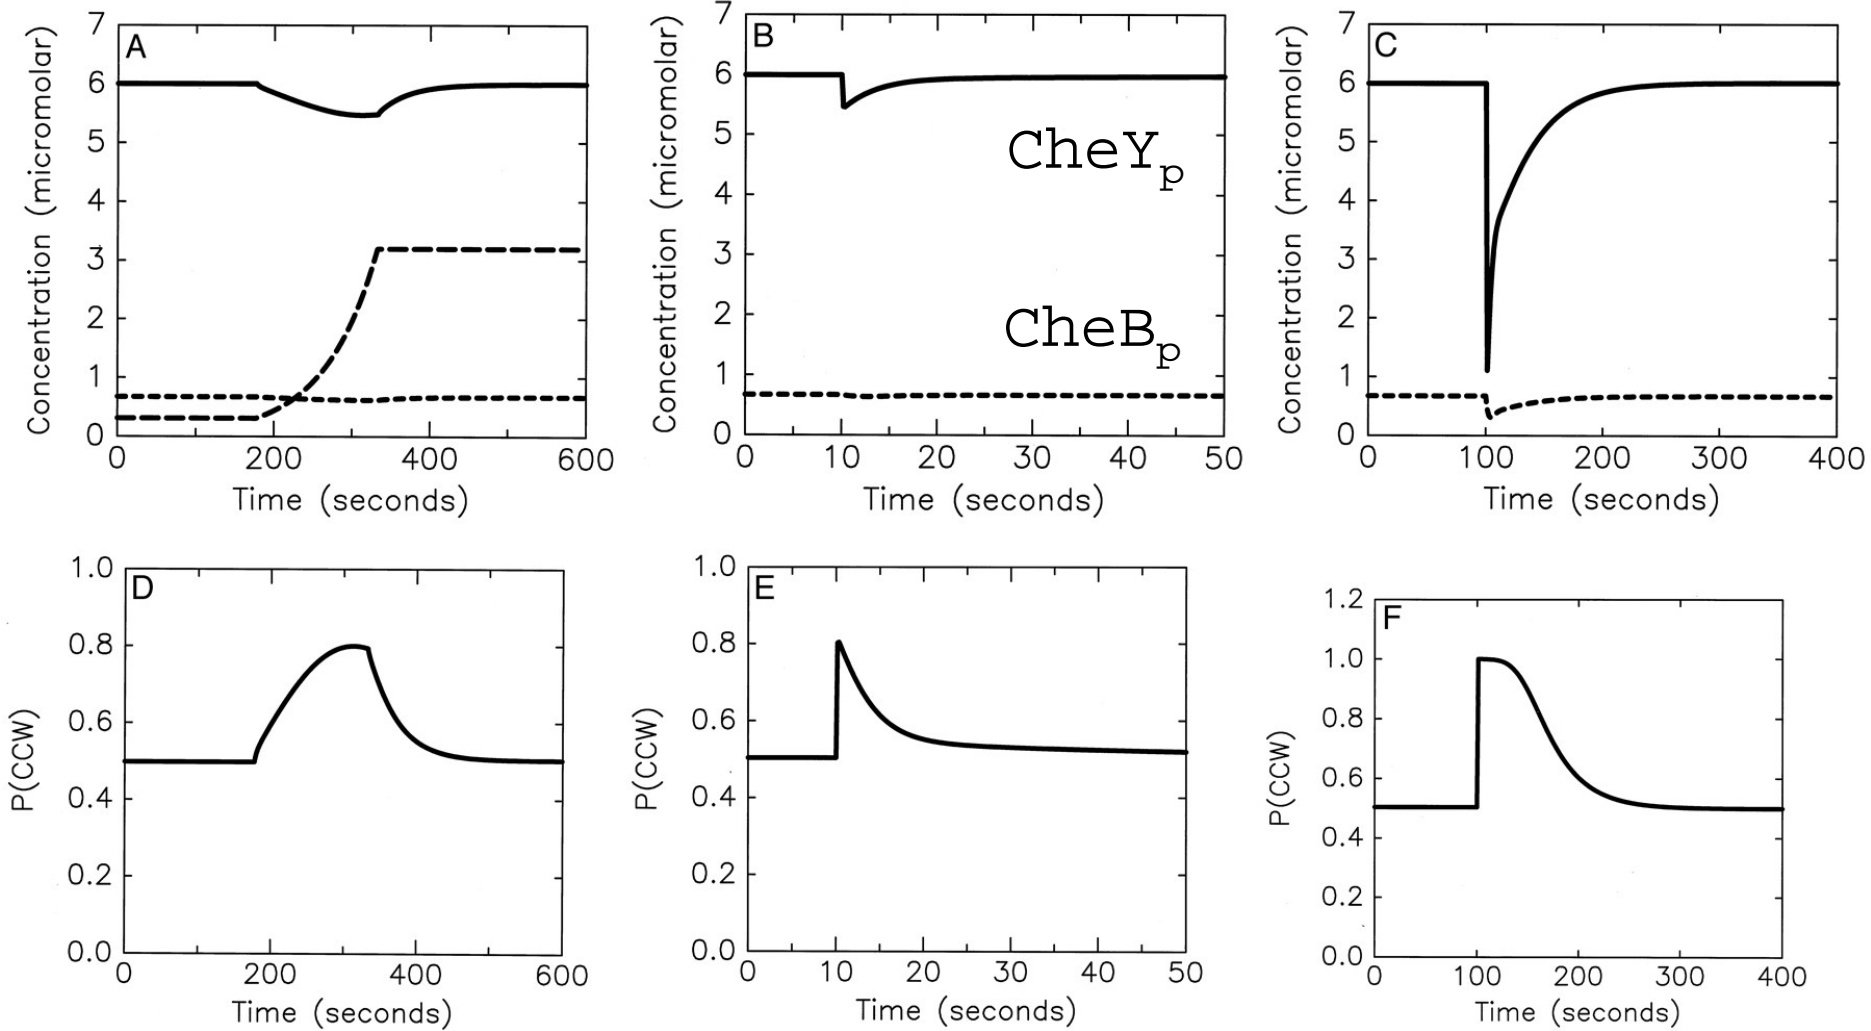 A
7
6
5
4
3
2
1
0
Concentration (micromolar)
0 200 400 600
Time (seconds)
B
7
6
5
4
3
2
1
0
Concentration (micromolar)
CheYp
CheBp
0 10 20 30 40 50
Time (seconds)
C
7
6
5
4
3
2
1
0
Concentration (micromolar)
0 100 200 300 400
Time (seconds)
D
1.0
0.8
0.6
0.4
0.2
0.0
P(CCW)
0 200 400 600
Time (seconds)
E
1.0
0.8
0.6
0.4
0.2
0.0
P(CCW)
0 10 20 30 40 50
Time (seconds)
F
1.2
1.0
0.8
0.6
0.4
0.2
0.0
P(CCW)
0 100 200 300 400
Time (seconds)